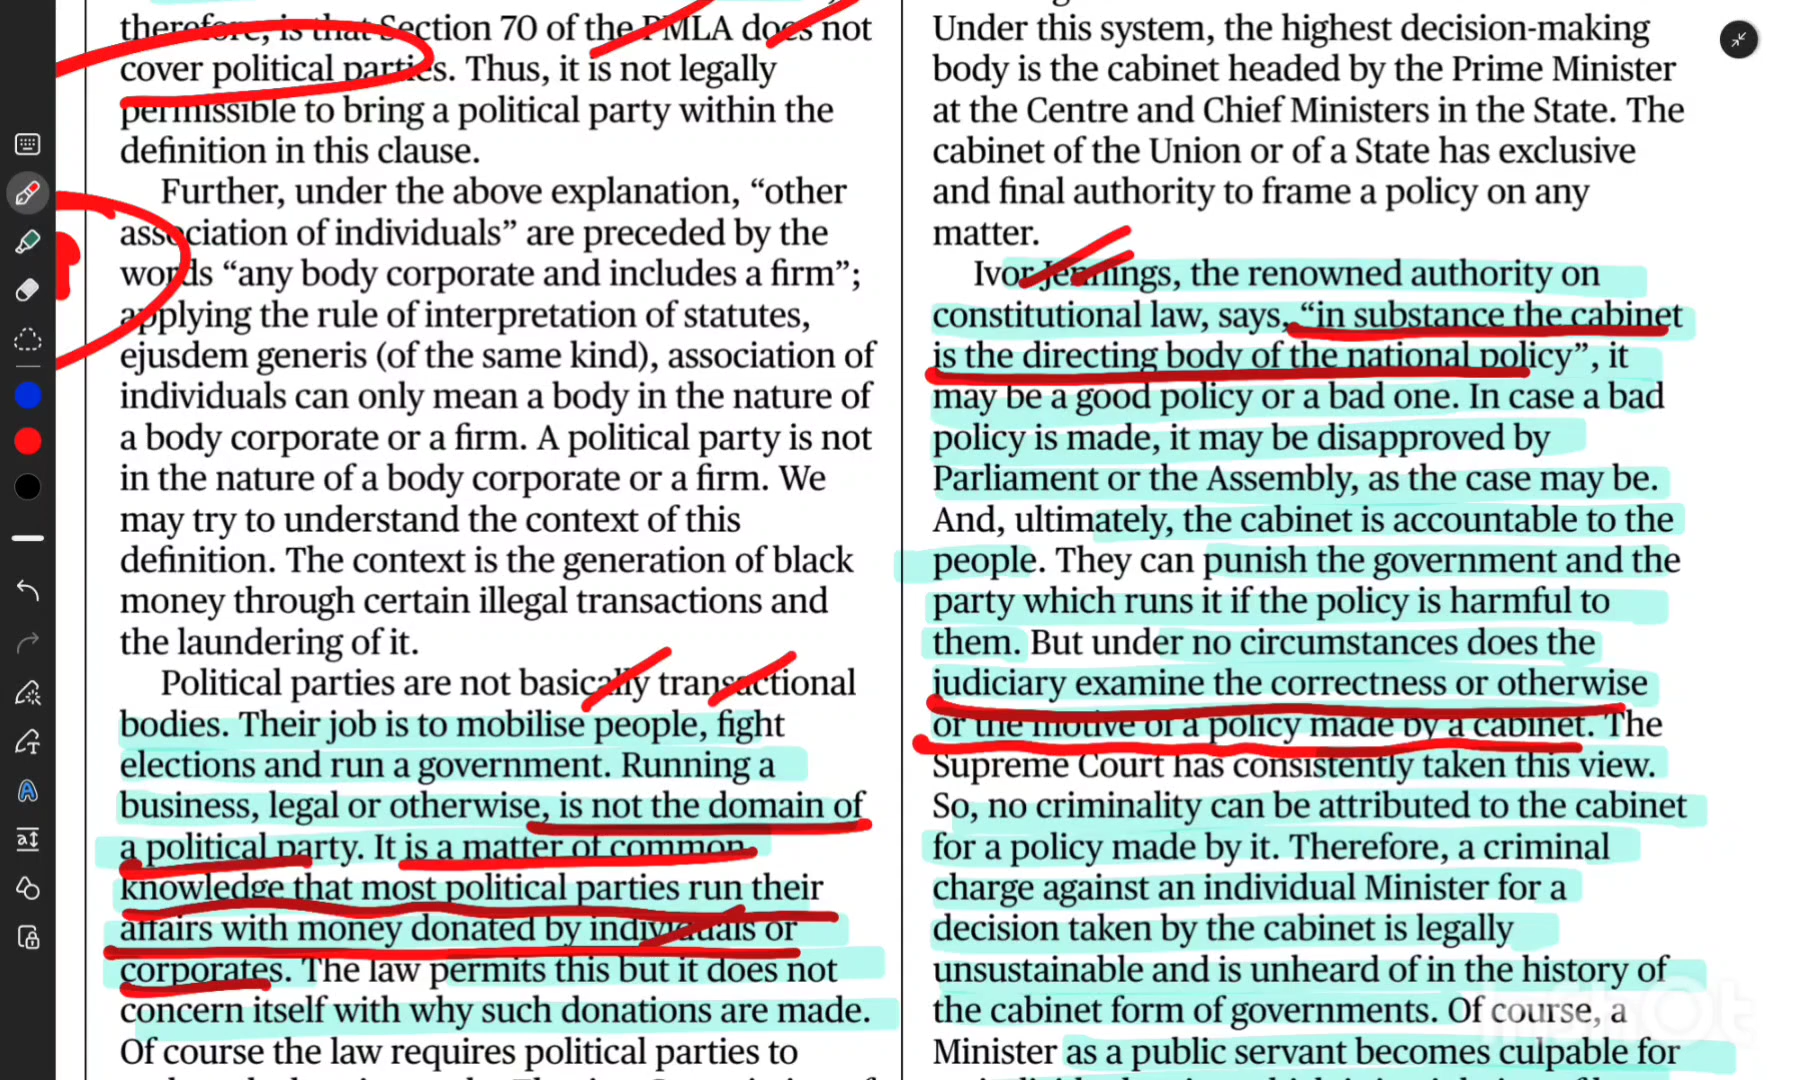 therefore, is that Section 70 of the PMLA does not
cover political parties. Thus, it is not legally
permissible to bring a political party within the
definition in this clause.
Further, under the above explanation, “other
association of individuals” are preceded by the
words “any body corporate and includes a firm”;
applying the rule of interpretation of statutes,
ejusdem generis (of the same kind), association of
individuals can only mean a body in the nature of
a body corporate or a firm. A political party is not
in the nature of a body corporate or a firm. We
may try to understand the context of this
definition. The context is the generation of black
money through certain illegal transactions and
the laundering of it.
Political parties are not basically transactional
bodies. Their job is to mobilise people, fight
elections and run a government. Running a
business, legal or otherwise, is not the domain of
a political party. It is a matter of common
knowledge that most political parties run their
affairs with money donated by individuals or
corporates. The law permits this but it does not
concern itself with why such donations are made.
Of course the law requires political parties to
Under this system, the highest decision-making
body is the cabinet headed by the Prime Minister
at the Centre and Chief Ministers in the State. The
cabinet of the Union or of a State has exclusive
and final authority to frame a policy on any
matter.
Ivor Jennings, the renowned authority on
constitutional law, says, “in substance the cabinet
is the directing body of the national policy”, it
may be a good policy or a bad one. In case a bad
policy is made, it may be disapproved by
Parliament or the Assembly, as the case may be.
And, ultimately, the cabinet is accountable to the
people. They can punish the government and the
party which runs it if the policy is harmful to
them. But under no circumstances does the
judiciary examine the correctness or otherwise
or the motive of a policy made by a cabinet. The
Supreme Court has consistently taken this view.
So, no criminality can be attributed to the cabinet
for a policy made by it. Therefore, a criminal
charge against an individual Minister for a
decision taken by the cabinet is legally
unsustainable and is unheard of in the history of
the cabinet form of governments. Of course, a
Minister as a public servant becomes culpable for